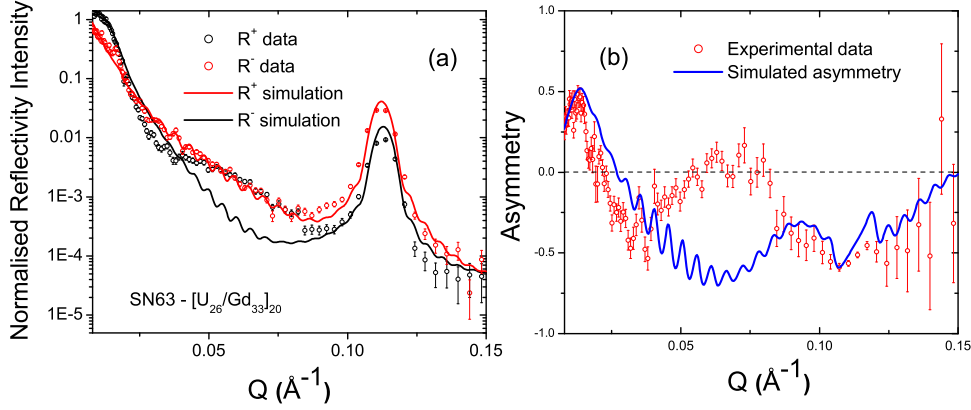 Normalised Reflectivity Intensity
1
0.1
0.01
1E-3
1E-4
1E-5
(a)
R⁺ data
R⁻ data
R⁺ simulation
R⁻ simulation
SN63 - [U₂₆/Gd₃₃]₂₀
0.05 0.10 0.15
Q (Å⁻¹)
Asymmetry
1.0
0.5
0.0
-0.5
-1.0
(b)
Experimental data
Simulated asymmetry
0.05 0.10 0.15
Q (Å⁻¹)